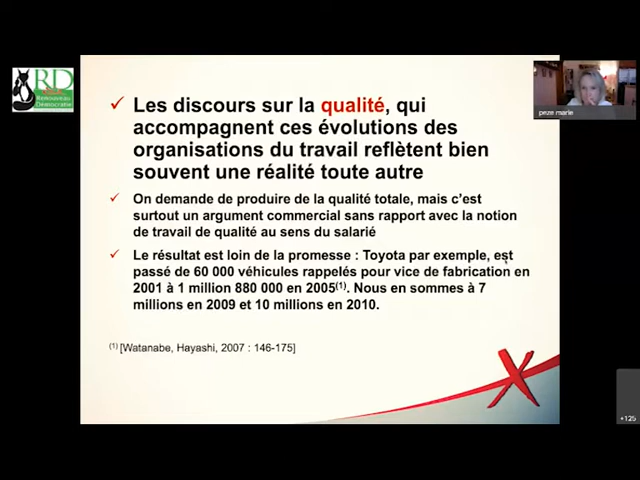 RD
Renouveau
Démocratie
peze marie
Les discours sur la qualité, qui
accompagnent ces évolutions des
organisations du travail reflètent bien
souvent une réalité toute autre
On demande de produire de la qualité totale, mais c’est
surtout un argument commercial sans rapport avec la notion
de travail de qualité au sens du salarié
Le résultat est loin de la promesse : Toyota par exemple, est
passé de 60 000 véhicules rappelés pour vice de fabrication en
2001 à 1 million 880 000 en 2005(1). Nous en sommes à 7
millions en 2009 et 10 millions en 2010.
(1) [Watanabe, Hayashi, 2007 : 146-175]
+125